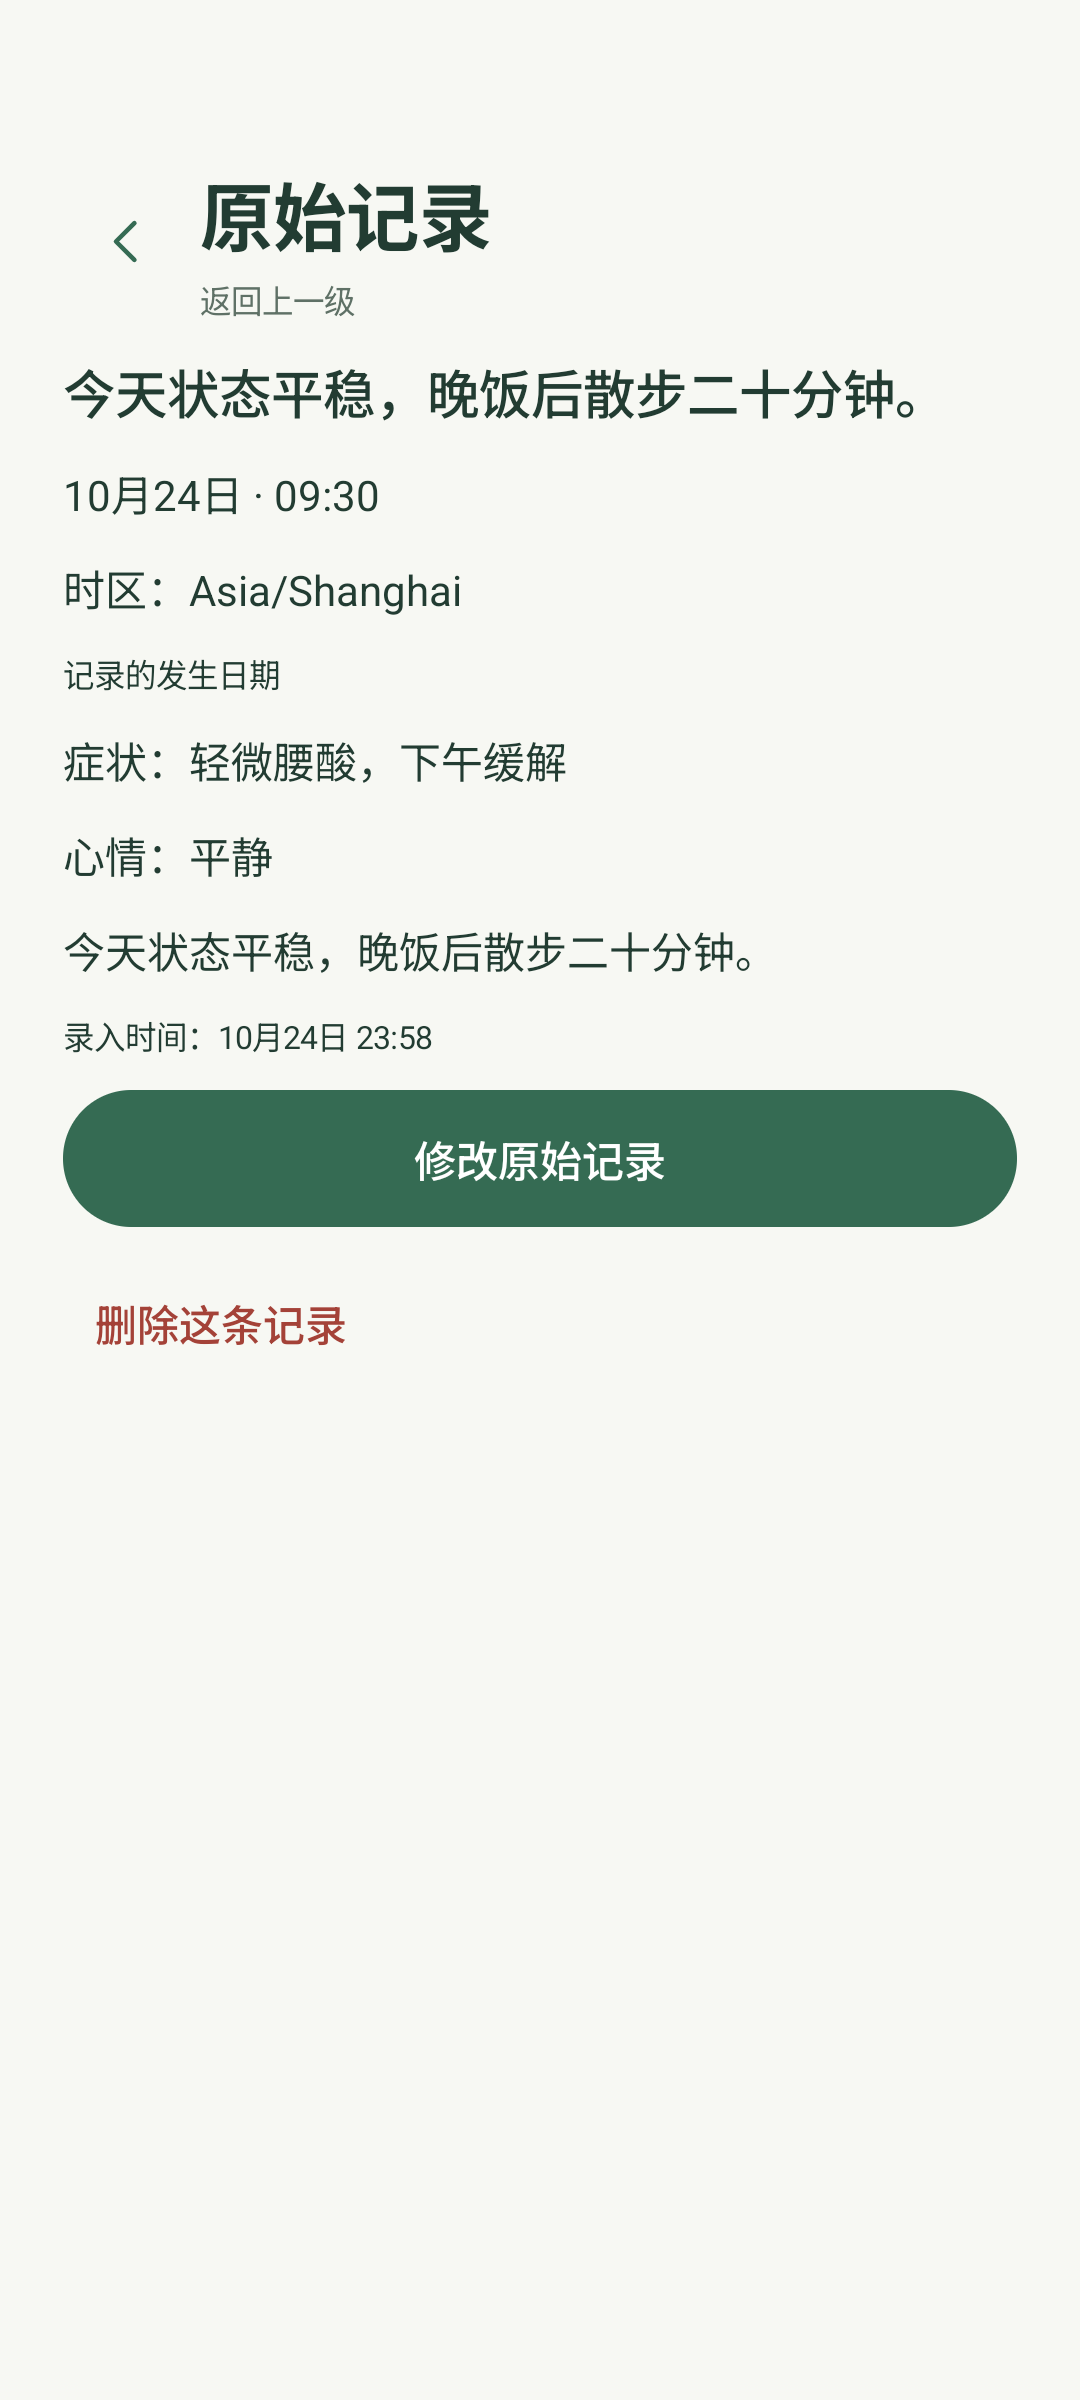 原始记录
返回上一级
今天状态平稳，晚饭后散步二十分钟。
10月24日 · 09:30
时区：Asia/Shanghai
记录的发生日期
症状：轻微腰酸，下午缓解
心情：平静
今天状态平稳，晚饭后散步二十分钟。
录入时间：10月24日 23:58
修改原始记录
删除这条记录